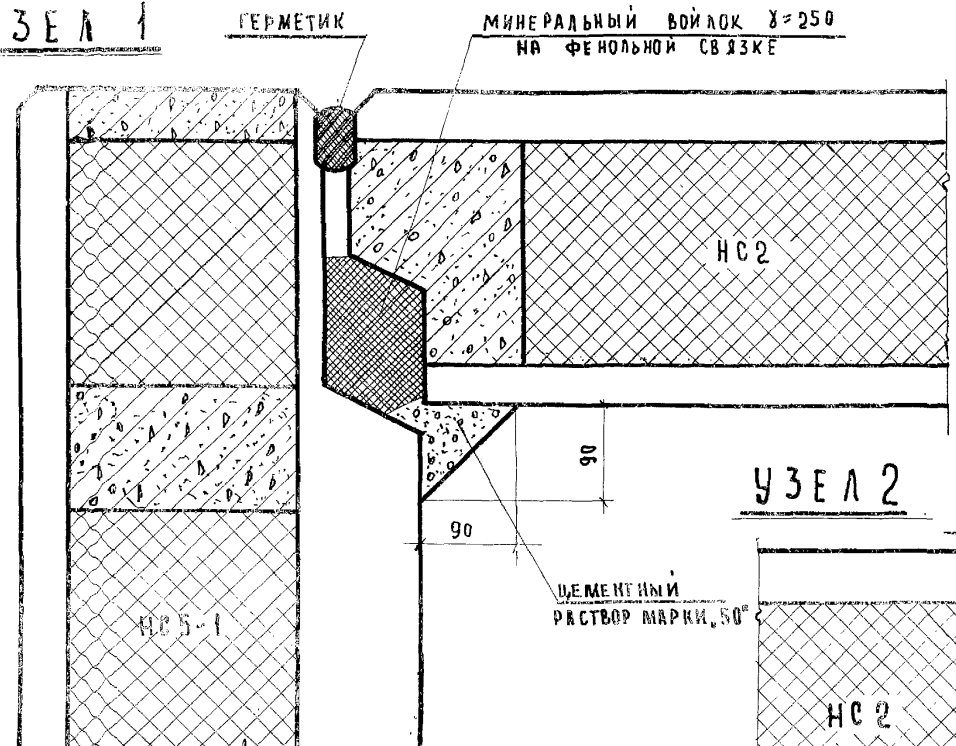 ЗЕЛ 1
ГЕРМЕТИК
МИНЕРАЛЬНЫЙ ВОЙЛОК γ=250
НА ФЕНОЛЬНОЙ СВЯЗКЕ
НС2
90
УЗЕЛ 2
90
ЦЕМЕНТНЫЙ
РАСТВОР МАРКИ „50"
НС5-1
НС2